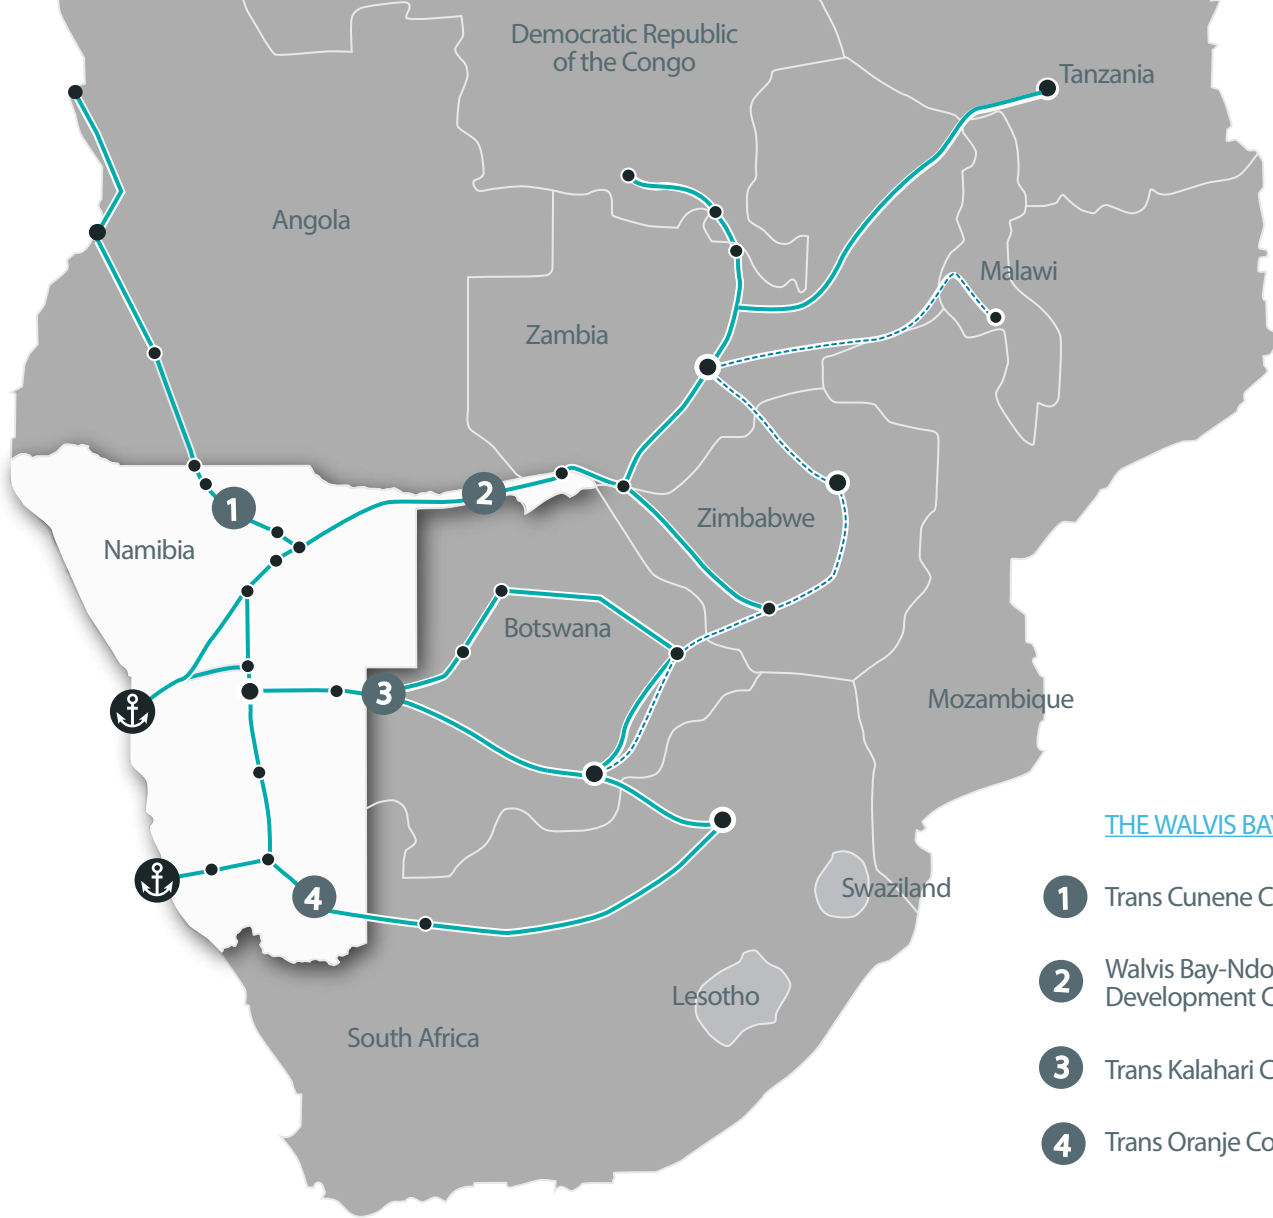 Democratic Republic
of the Congo
Tanzania
Angola
Malawi
Zambia
2
1
Zimbabwe
Namibia
Botswana
3
Mozambique
THE WALVIS BAY
4
Swaziland
1 Trans Cunene C
2 Walvis Bay-Ndo
Development C
Lesotho
South Africa
3 Trans Kalahari C
4 Trans Oranje Co